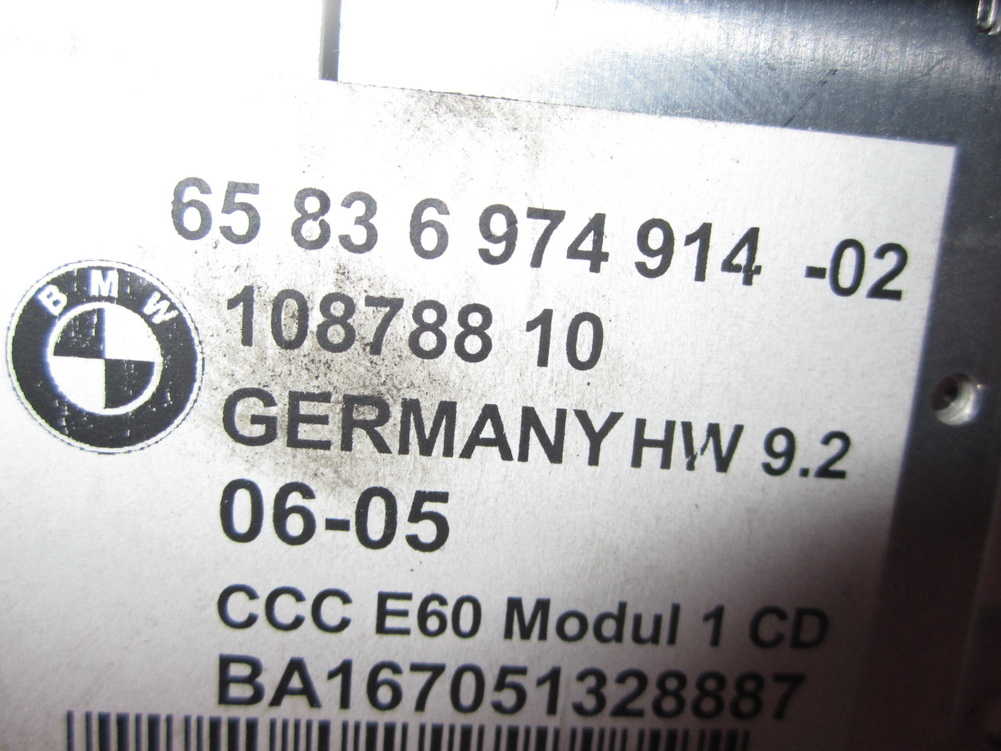 65 83 6 974 914 -02
BMW
108788 10
GERMANY HW 9.2
06-05
CCC E60 Modul 1 CD
BA167051328887